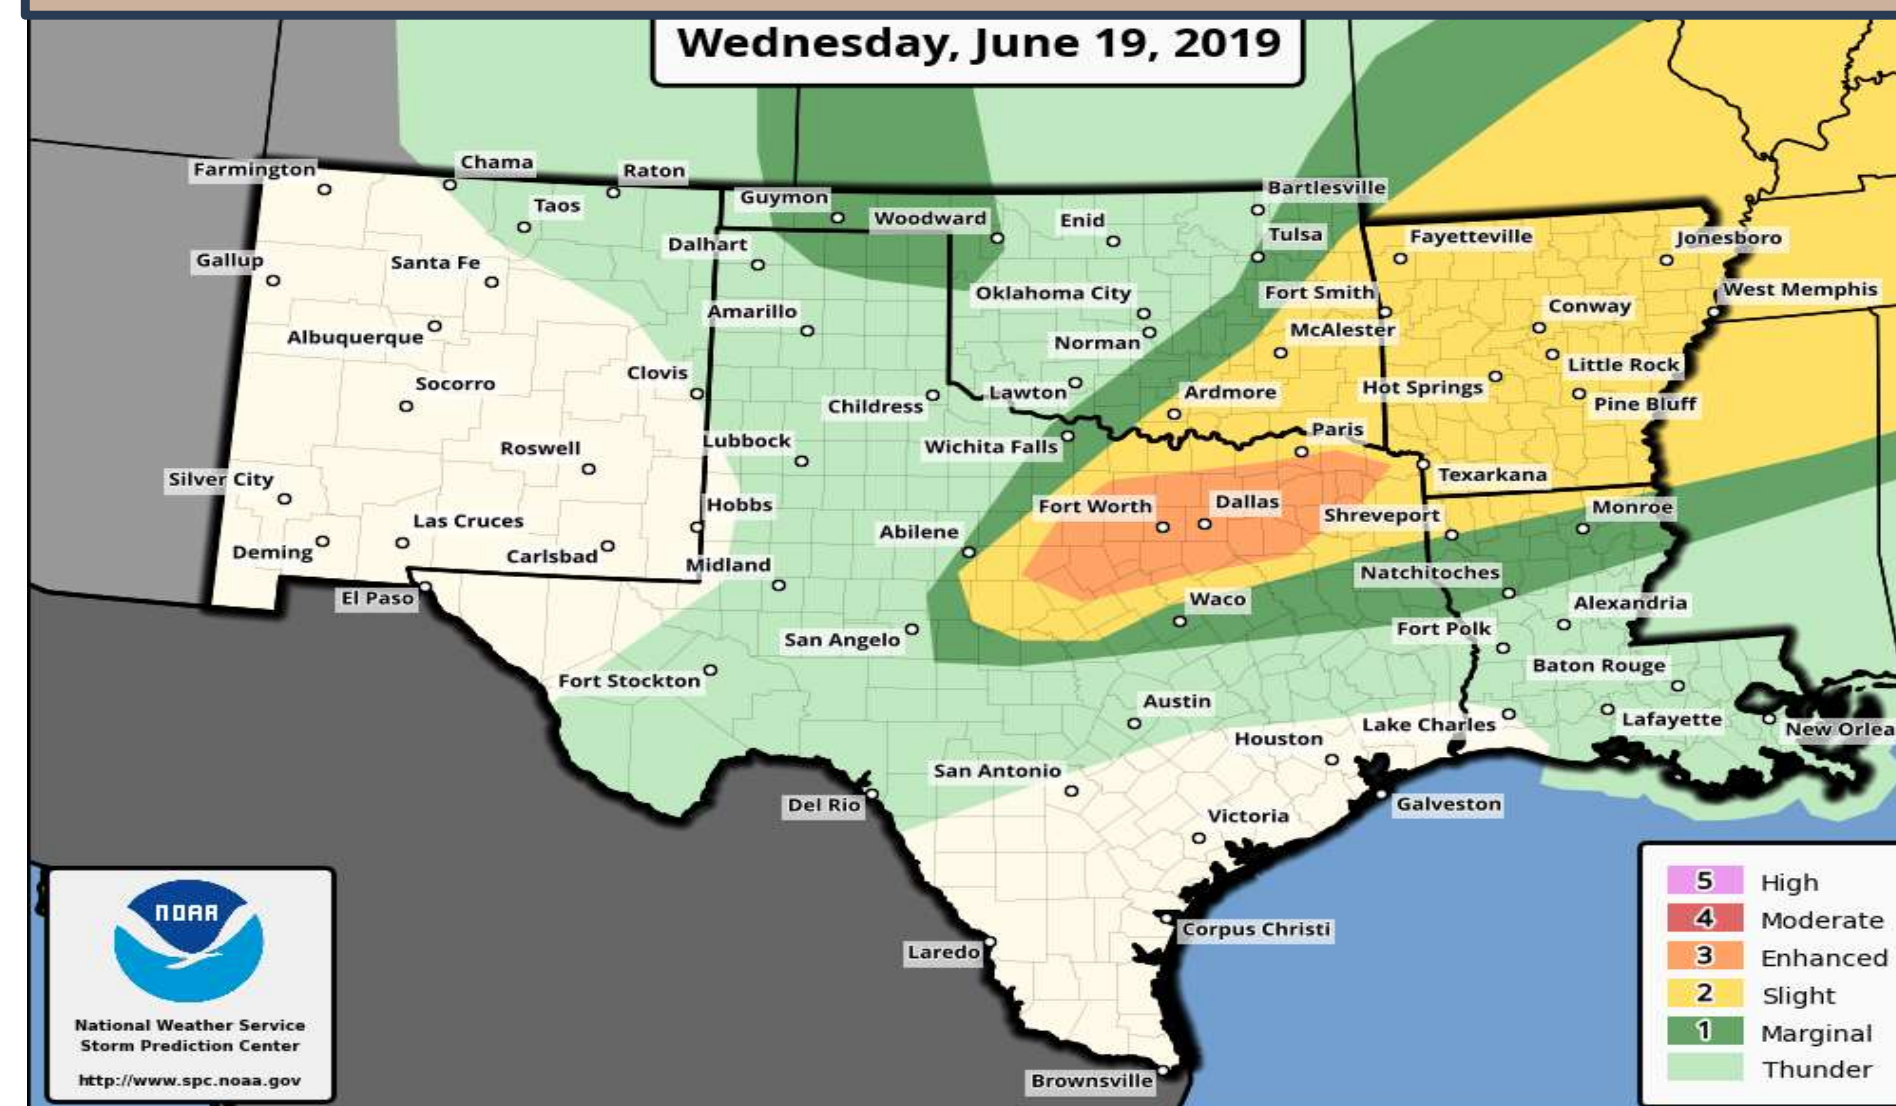 Wednesday, June 19, 2019
Farmington
Chama
Raton
Taos
Guymon
Woodward
Enid
Bartlesville
Tulsa
Dalhart
Fayetteville
Jonesboro
Gallup
Santa Fe
Oklahoma City
Fort Smith
West Memphis
Amarillo
Conway
Albuquerque
Norman
McAlester
Little Rock
Clovis
Socorro
Childress
Lawton
Ardmore
Hot Springs
Pine Bluff
Lubbock
Wichita Falls
Paris
Roswell
Texarkana
Silver City
Hobbs
Fort Worth
Dallas
Shreveport
Monroe
Las Cruces
Abilene
Deming
Carlsbad
Midland
Natchitoches
El Paso
Waco
Alexandria
San Angelo
Fort Polk
Fort Stockton
Baton Rouge
Austin
Lake Charles
Lafayette
New Orlea
Houston
San Antonio
Del Rio
Galveston
Victoria
Corpus Christi
Laredo
Brownsville
NOAA
National Weather Service
Storm Prediction Center
http://www.spc.noaa.gov
5 High
4 Moderate
3 Enhanced
2 Slight
1 Marginal
Thunder